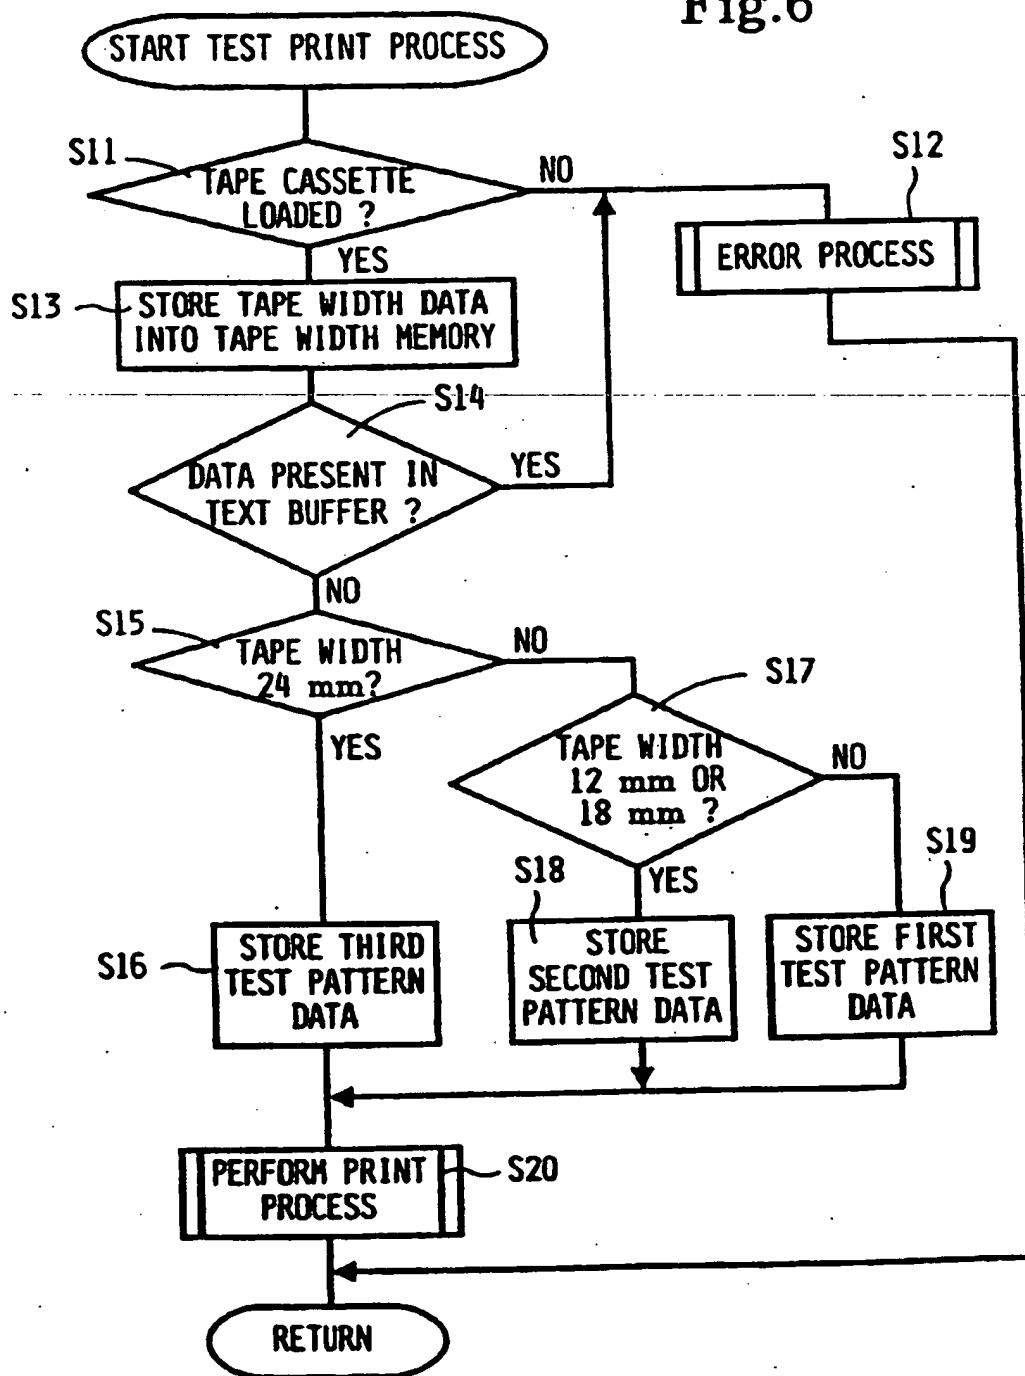 Fig.6
START TEST PRINT PROCESS
S11
TAPE CASSETTE
LOADED ?
NO
YES
S12
ERROR PROCESS
S13
STORE TAPE WIDTH DATA
INTO TAPE WIDTH MEMORY
S14
DATA PRESENT IN
TEXT BUFFER ?
YES
NO
S15
TAPE WIDTH
24 mm?
NO
YES
S17
TAPE WIDTH
12 mm OR
18 mm ?
NO
YES
S16
STORE THIRD
TEST PATTERN
DATA
S18
STORE
SECOND TEST
PATTERN DATA
S19
STORE FIRST
TEST PATTERN
DATA
PERFORM PRINT
PROCESS
S20
RETURN